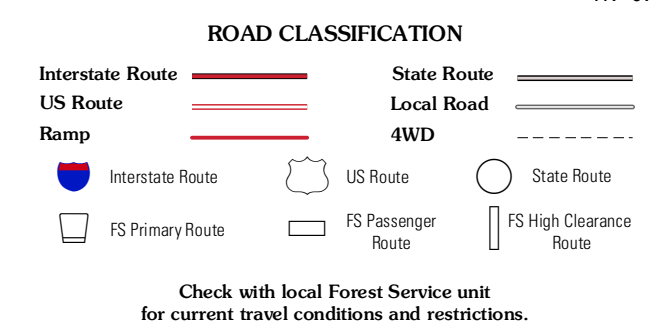 ROAD CLASSIFICATION
Interstate Route
State Route
US Route
Local Road
Ramp
4WD
Interstate Route
US Route
State Route
FS Primary Route
FS Passenger
Route
FS High Clearance
Route
Check with local Forest Service unit
for current travel conditions and restrictions.